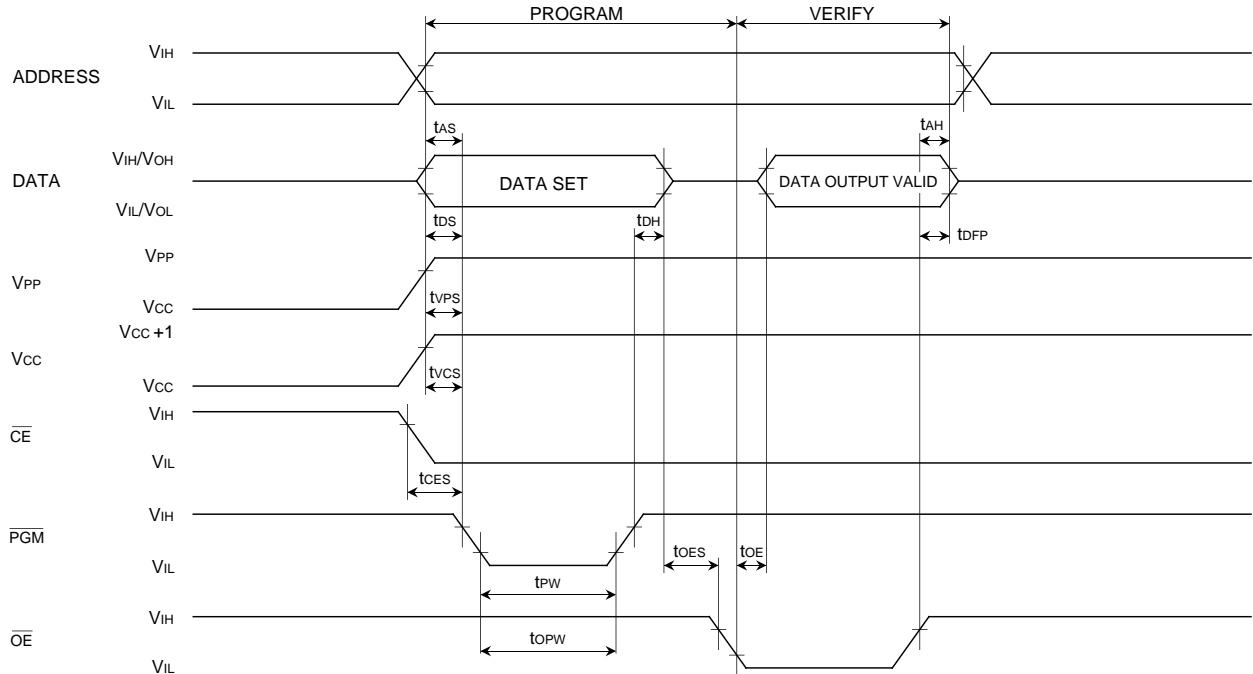 PROGRAM VERIFY
VIH
ADDRESS
VIL
tAS tAH
VIH/VOH
DATA DATA SET DATA OUTPUT VALID
VIL/VOL
tDS tDH tDFP
VPP
VPP
tVPS
VCC
VCC +1
VCC
tVCS
VCC
VIH
CE
VIL
tCES
VIH
PGM
tOES tOE
VIL
tPW
VIH
OE
tOPW
VIL